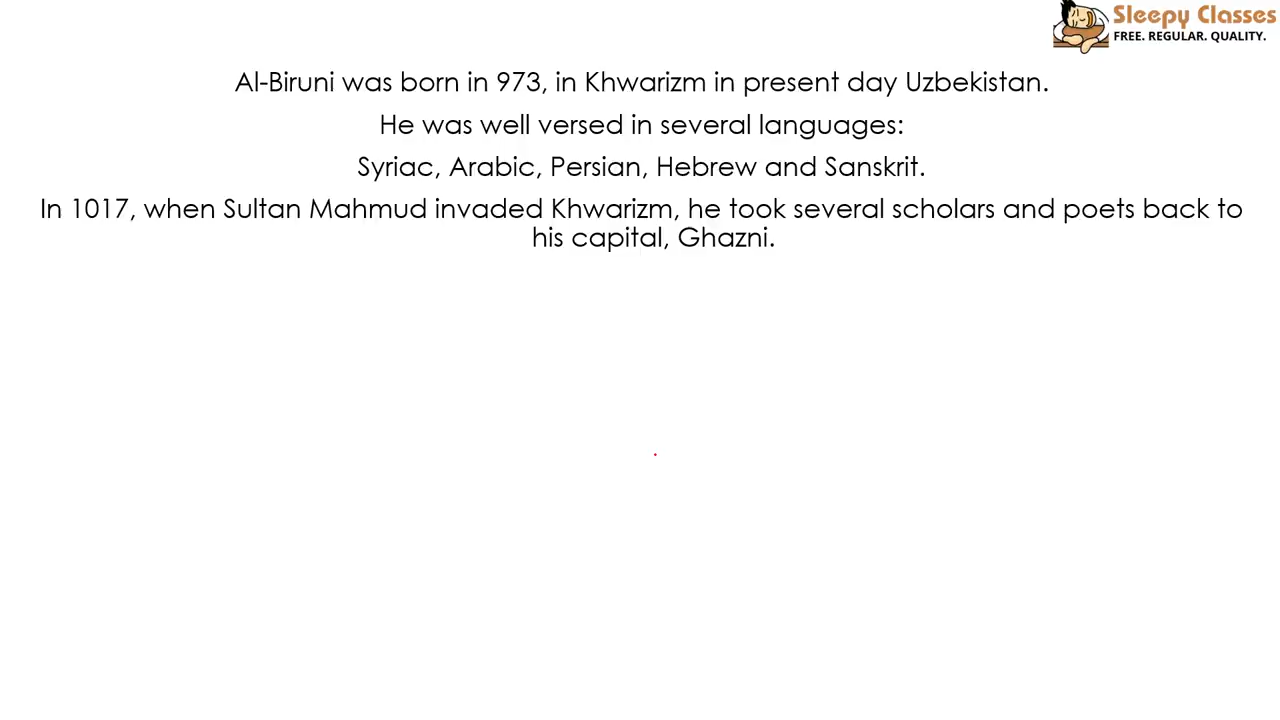 Sleepy Classes
FREE. REGULAR. QUALITY.
Al-Biruni was born in 973, in Khwarizm in present day Uzbekistan.
He was well versed in several languages:
Syriac, Arabic, Persian, Hebrew and Sanskrit.
In 1017, when Sultan Mahmud invaded Khwarizm, he took several scholars and poets back to
his capital, Ghazni.